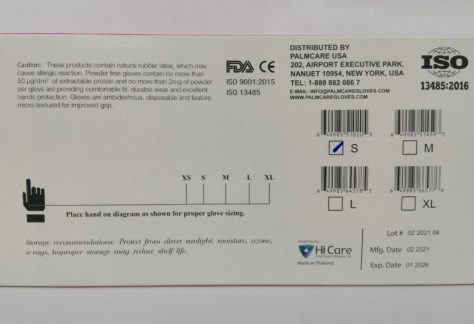 Caution: These products contain natural rubber latex, which may
cause allergic reaction. Powder free gloves contains no more than
50 μg/dm² of extractable protein and no more than 2mg of powder
per glove are providing comfortable fit, durable wear and excellent
hands protection. Gloves are ambidextrous, disposable and feature
micro-textured for improved grip.
FDA CE
ISO 9001:2015
ISO 13485
DISTRIBUTED BY
PALMCARE USA
202, AIRPORT EXECUTIVE PARK,
NANUET 10954, NEW YORK, USA
TEL: 1-888 882 086 7
E-MAIL: INFO@PALMCAREGLOVES.COM
WWW.PALMCAREGLOVES.COM
ISO
13485:2016
S
M
L
XL
XS S M L XL
Place hand on diagram as shown for proper glove sizing.
Storage recommendations: Protect from direct sunlight, moisture, ozone,
x-rays. Improper storage may reduce shelf life.
Hi Care
Made in Thailand
Lot # 02 2021 04
Mfg. Date 02 2021
Exp. Date 01 2026